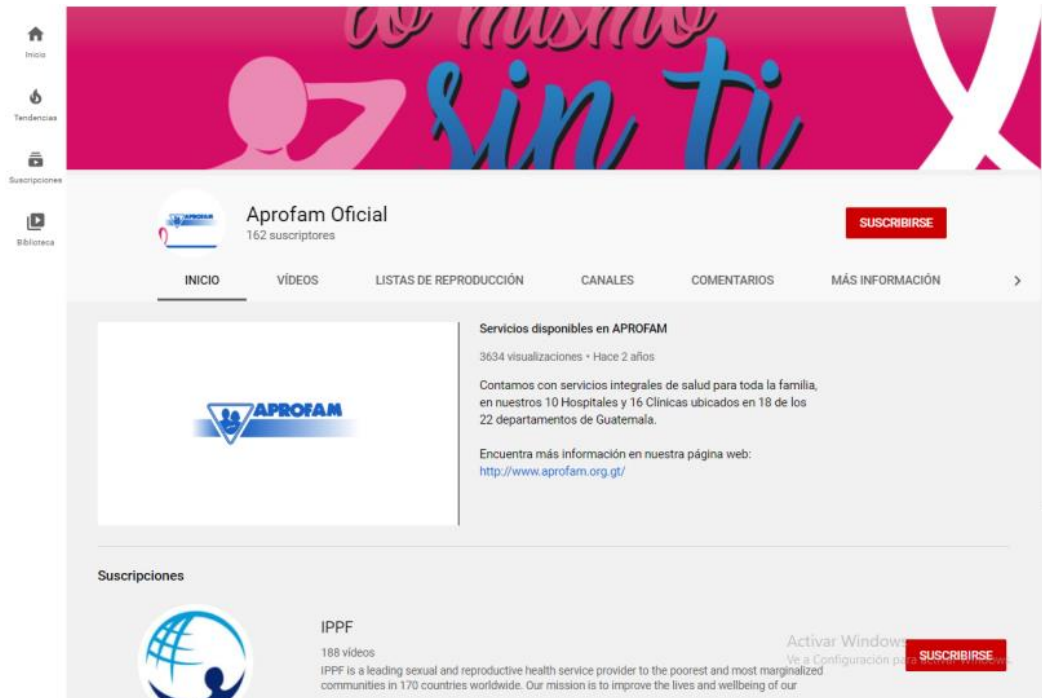 co mismo
sin ti
Inicio
Tendencias
Suscripciones
Biblioteca
APROFAM
Aprofam Oficial
162 suscriptores
SUSCRIBIRSE
INICIO
VÍDEOS
LISTAS DE REPRODUCCIÓN
CANALES
COMENTARIOS
MÁS INFORMACIÓN
APROFAM
Servicios disponibles en APROFAM
3634 visualizaciones • Hace 2 años
Contamos con servicios integrales de salud para toda la familia,
en nuestros 10 Hospitales y 16 Clínicas ubicados en 18 de los
22 departamentos de Guatemala.
Encuentra más información en nuestra página web:
http://www.aprofam.org.gt/
Suscripciones
IPPF
188 vídeos
IPPF is a leading sexual and reproductive health service provider to the poorest and most marginalized
communities in 170 countries worldwide. Our mission is to improve the lives and wellbeing of our
SUSCRIBIRSE
Activar Windows
Ve a Configuración para activar Windows.